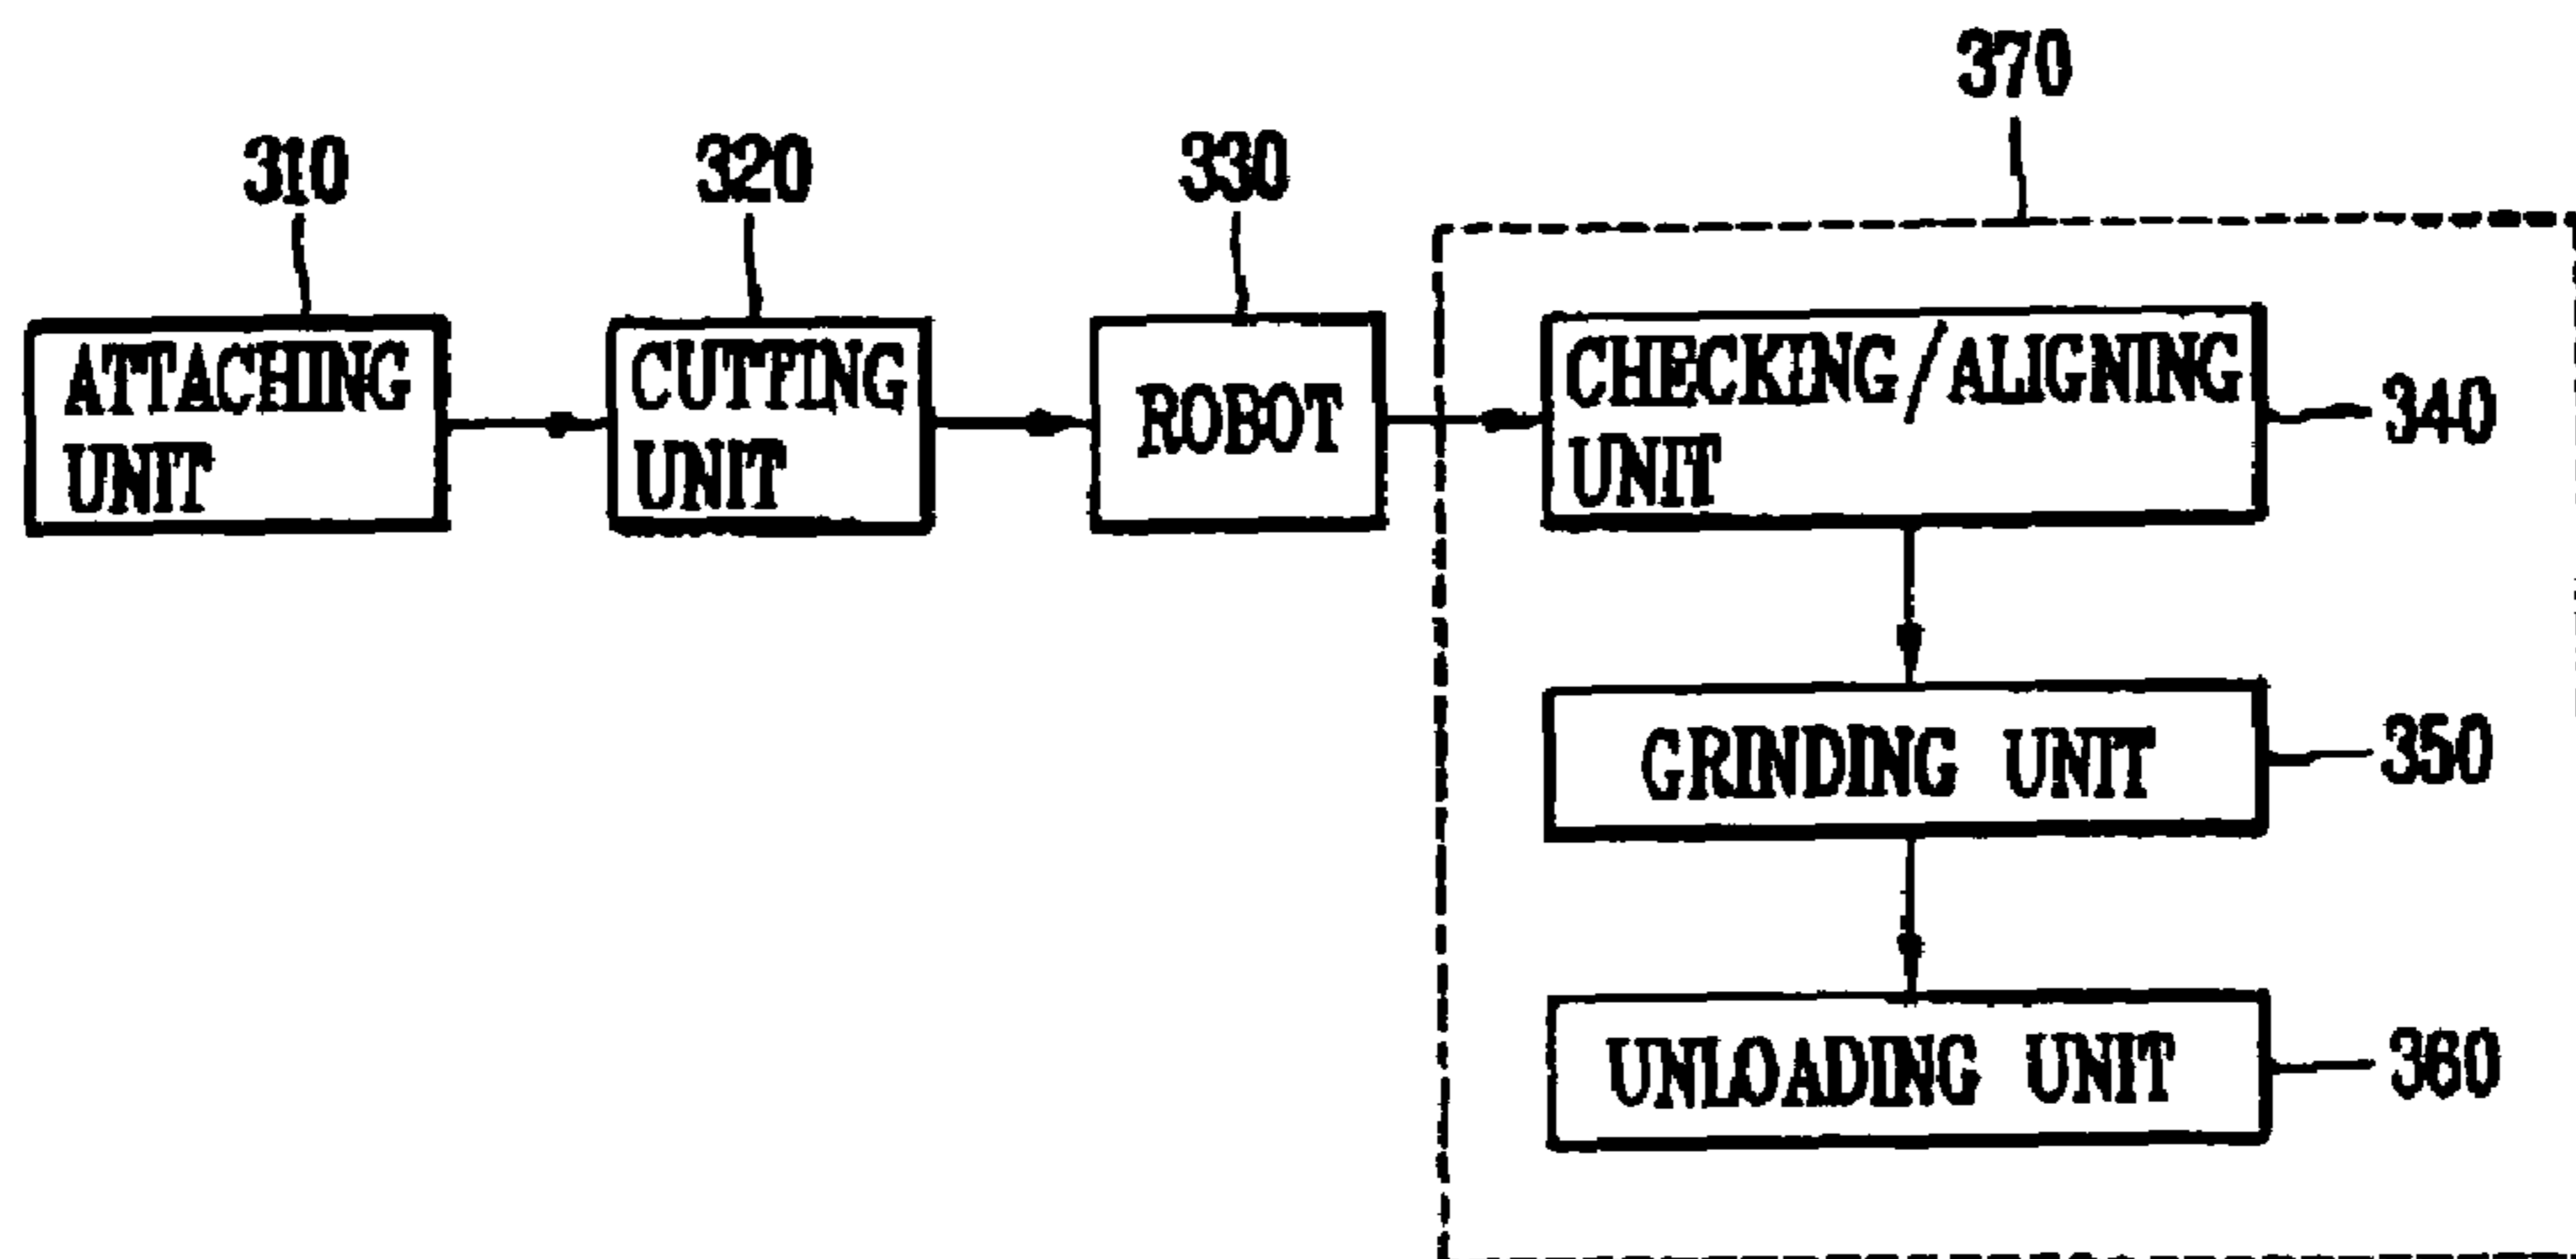 370
310
320
330
ATTACHING
UNIT
CUTTING
UNIT
ROBOT
CHECKING/ALIGNING
UNIT
340
GRINDING UNIT
350
UNLOADING UNIT
360